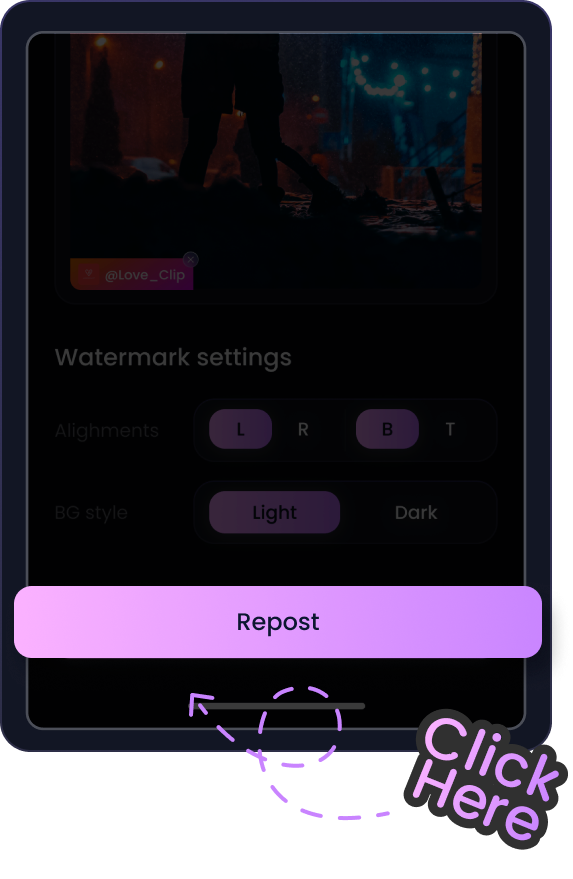 @Love_Clip
Watermark settings
Alighments L R B T
BG style Light Dark
Repost
Click
Here